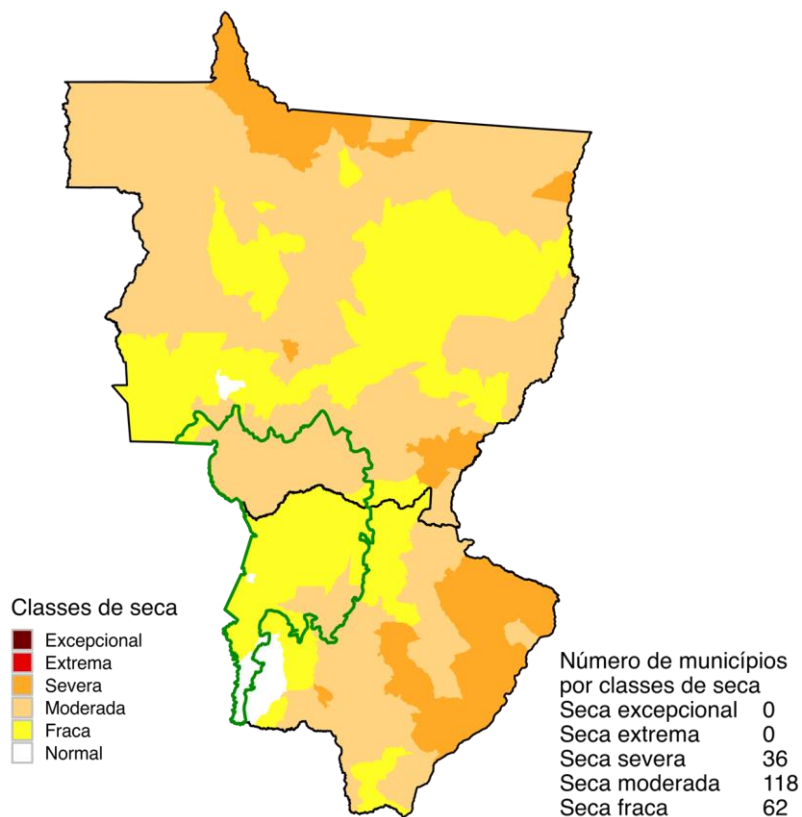 Classes de seca
Excepcional
Extrema
Severa
Moderada
Fraca
Normal
Número de municípios
por classes de seca
Seca excepcional 0
Seca extrema 0
Seca severa 36
Seca moderada 118
Seca fraca 62